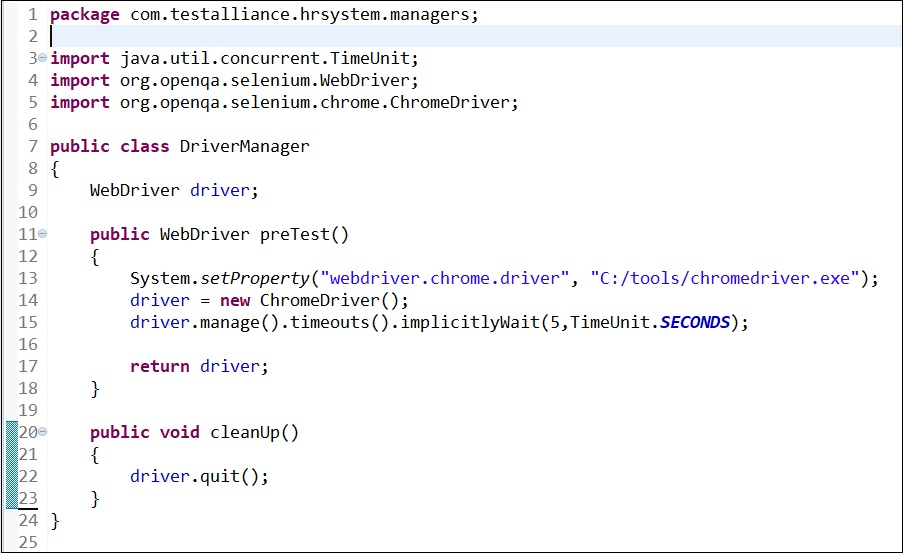 1 package com.testalliance.hrsystem.managers;
2
3 import java.util.concurrent.TimeUnit;
4 import org.openqa.selenium.WebDriver;
5 import org.openqa.selenium.chrome.ChromeDriver;
6
7 public class DriverManager
8 {
9     WebDriver driver;
10
11     public WebDriver preTest()
12     {
13         System.setProperty("webdriver.chrome.driver", "C:/tools/chromedriver.exe");
14         driver = new ChromeDriver();
15         driver.manage().timeouts().implicitlyWait(5,TimeUnit.SECONDS);
16
17         return driver;
18     }
19
20     public void cleanUp()
21     {
22         driver.quit();
23     }
24 }
25